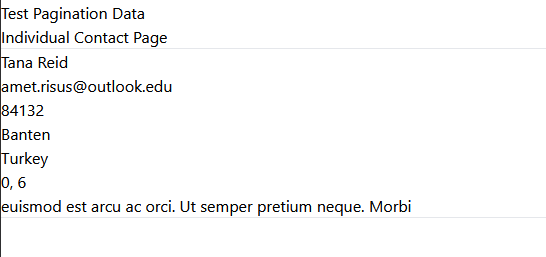 Test Pagination Data
Individual Contact Page
Tana Reid
amet.risus@outlook.edu
84132
Banten
Turkey
0, 6
euismod est arcu ac orci. Ut semper pretium neque. Morbi